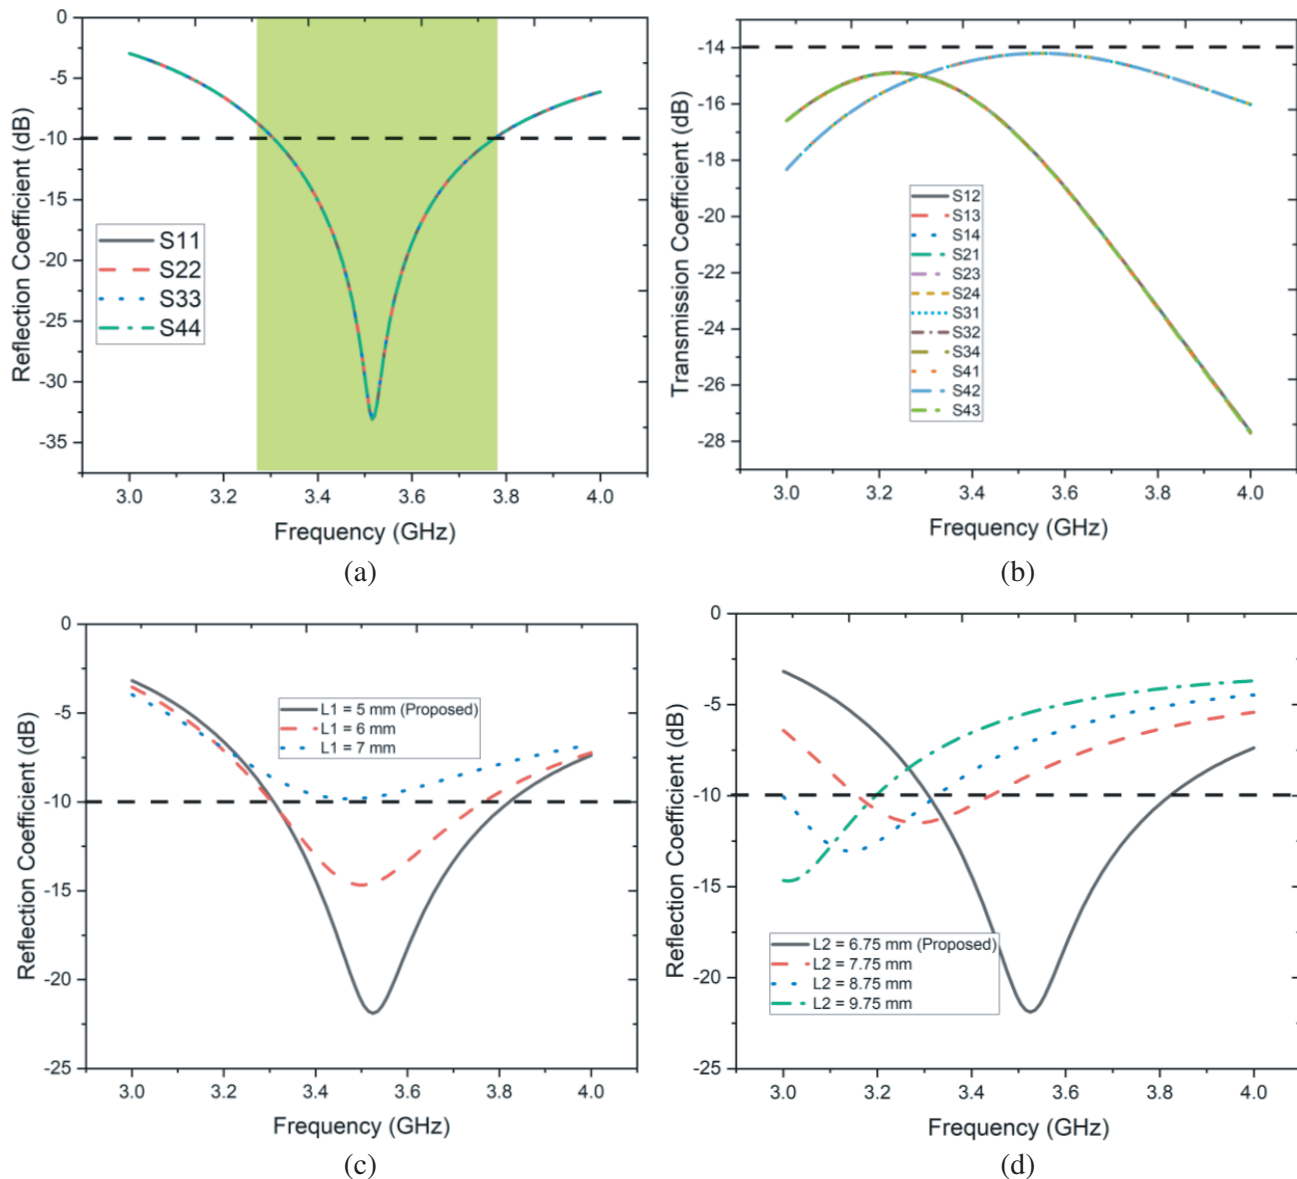 0
-5
-10
-15
-20
-25
-30
-35
Reflection Coefficient (dB)
S11
S22
S33
S44
3.0 3.2 3.4 3.6 3.8 4.0
Frequency (GHz)
(a)
-14
-16
-18
-20
-22
-24
-26
-28
Transmission Coefficient (dB)
S12
S13
S14
S21
S23
S24
S31
S32
S34
S41
S42
S43
3.0 3.2 3.4 3.6 3.8 4.0
Frequency (GHz)
(b)
0
-5
-10
-15
-20
-25
Reflection Coefficient (dB)
L1 = 5 mm (Proposed)
L1 = 6 mm
L1 = 7 mm
3.0 3.2 3.4 3.6 3.8 4.0
Frequency (GHz)
(c)
0
-5
-10
-15
-20
-25
Reflection Coefficient (dB)
L2 = 6.75 mm (Proposed)
L2 = 7.75 mm
L2 = 8.75 mm
L2 = 9.75 mm
3.0 3.2 3.4 3.6 3.8 4.0
Frequency (GHz)
(d)